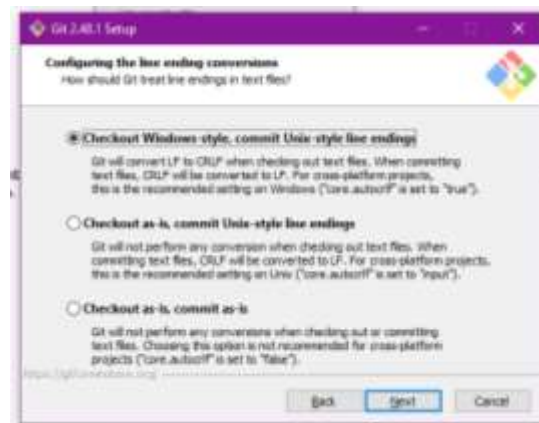 Git 2.48.1 Setup
Configuring the line ending conversions
How should Git treat line endings in text files?
Checkout Windows-style, commit Unix-style line endings
Git will convert LF to CRLF when checking out text files. When committing
text files, CRLF will be converted to LF. For cross-platform projects,
this is the recommended setting on Windows ("core.autocrlf" is set to "true").
Checkout as-is, commit Unix-style line endings
Git will not perform any conversion when checking out text files. When
committing text files, CRLF will be converted to LF. For cross-platform projects,
this is the recommended setting on Unix ("core.autocrlf" is set to "input").
Checkout as-is, commit as-is
Git will not perform any conversions when checking out or committing
text files. Choosing this option is not recommended for cross-platform
projects ("core.autocrlf" is set to "false").
https://gitforwindows.org/
Back Next Cancel